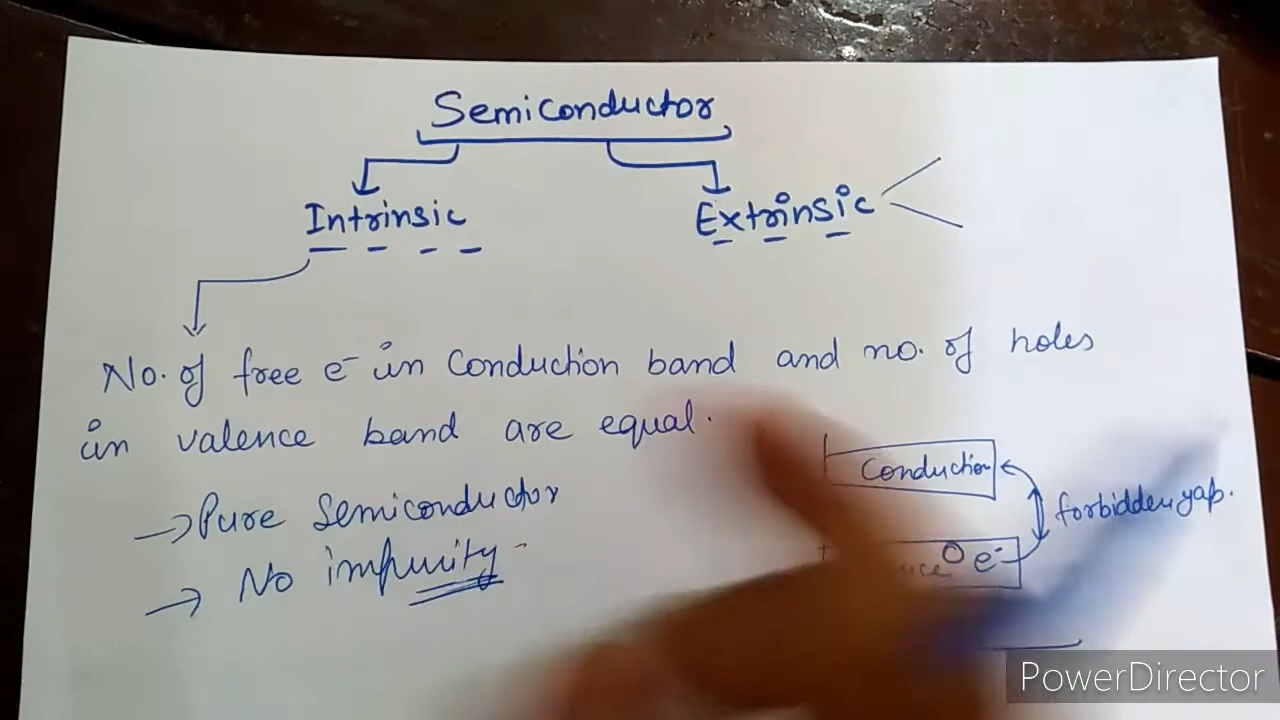 Semiconductor
Intrinsic
Extrinsic
No. of free e⁻ in Conduction band and no. of holes
in valence band are equal.
→ Pure Semiconductor
→ No impurity
Conduction
forbidden gap.
e⁻
PowerDirector